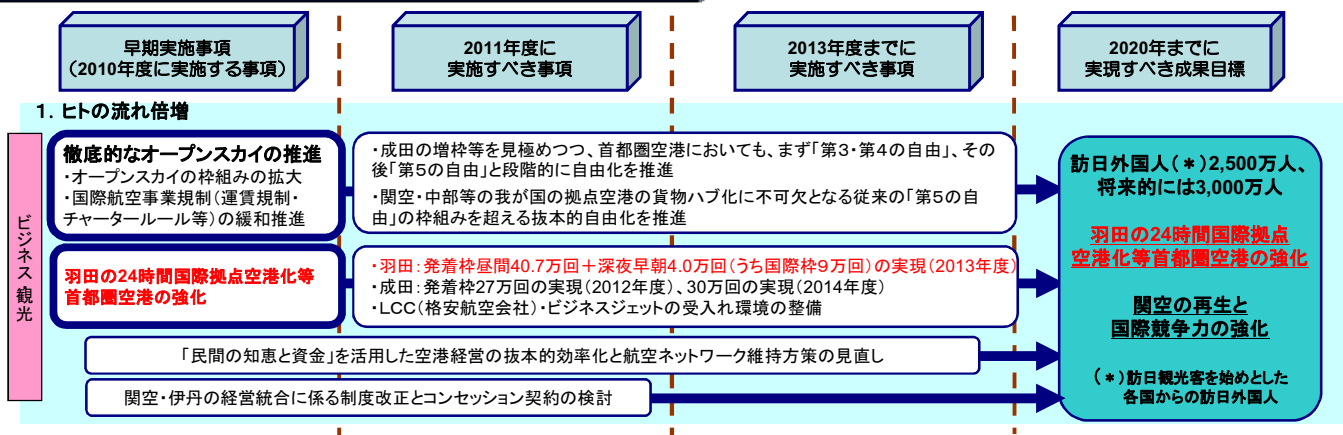 早期実施事項
(2010年度に実施する事項)
2011年度に
実施すべき事項
2013年度までに
実施すべき事項
2020年までに
実現すべき成果目標
1.ヒトの流れ倍増
ビジネス・観光
徹底的なオープンスカイの推進
・オープンスカイの枠組みの拡大
・国際航空事業規制(運賃規制・
チャータールール等)の緩和推進
・成田の増枠等を見極めつつ、首都圏空港においても、まず「第3・第4の自由」、その
後「第5の自由」と段階的に自由化を推進
・関空・中部等の我が国の拠点空港の貨物ハブ化に不可欠となる従来の「第5の自
由」の枠組みを超える抜本的自由化を推進
羽田の24時間国際拠点空港化等
首都圏空港の強化
・羽田:発着枠昼間40.7万回+深夜早朝4.0万回(うち国際枠9万回)の実現(2013年度)
・成田:発着枠27万回の実現(2012年度)、30万回の実現(2014年度)
・LCC(格安航空会社)・ビジネスジェットの受入れ環境の整備
「民間の知恵と資金」を活用した空港経営の抜本的効率化と航空ネットワーク維持方策の見直し
関空・伊丹の経営統合に係る制度改正とコンセッション契約の検討
訪日外国人(*)2,500万人、
将来的には3,000万人
羽田の24時間国際拠点
空港化等首都圏空港の強化
関空の再生と
国際競争力の強化
(*)訪日観光客を始めとした
各国からの訪日外国人